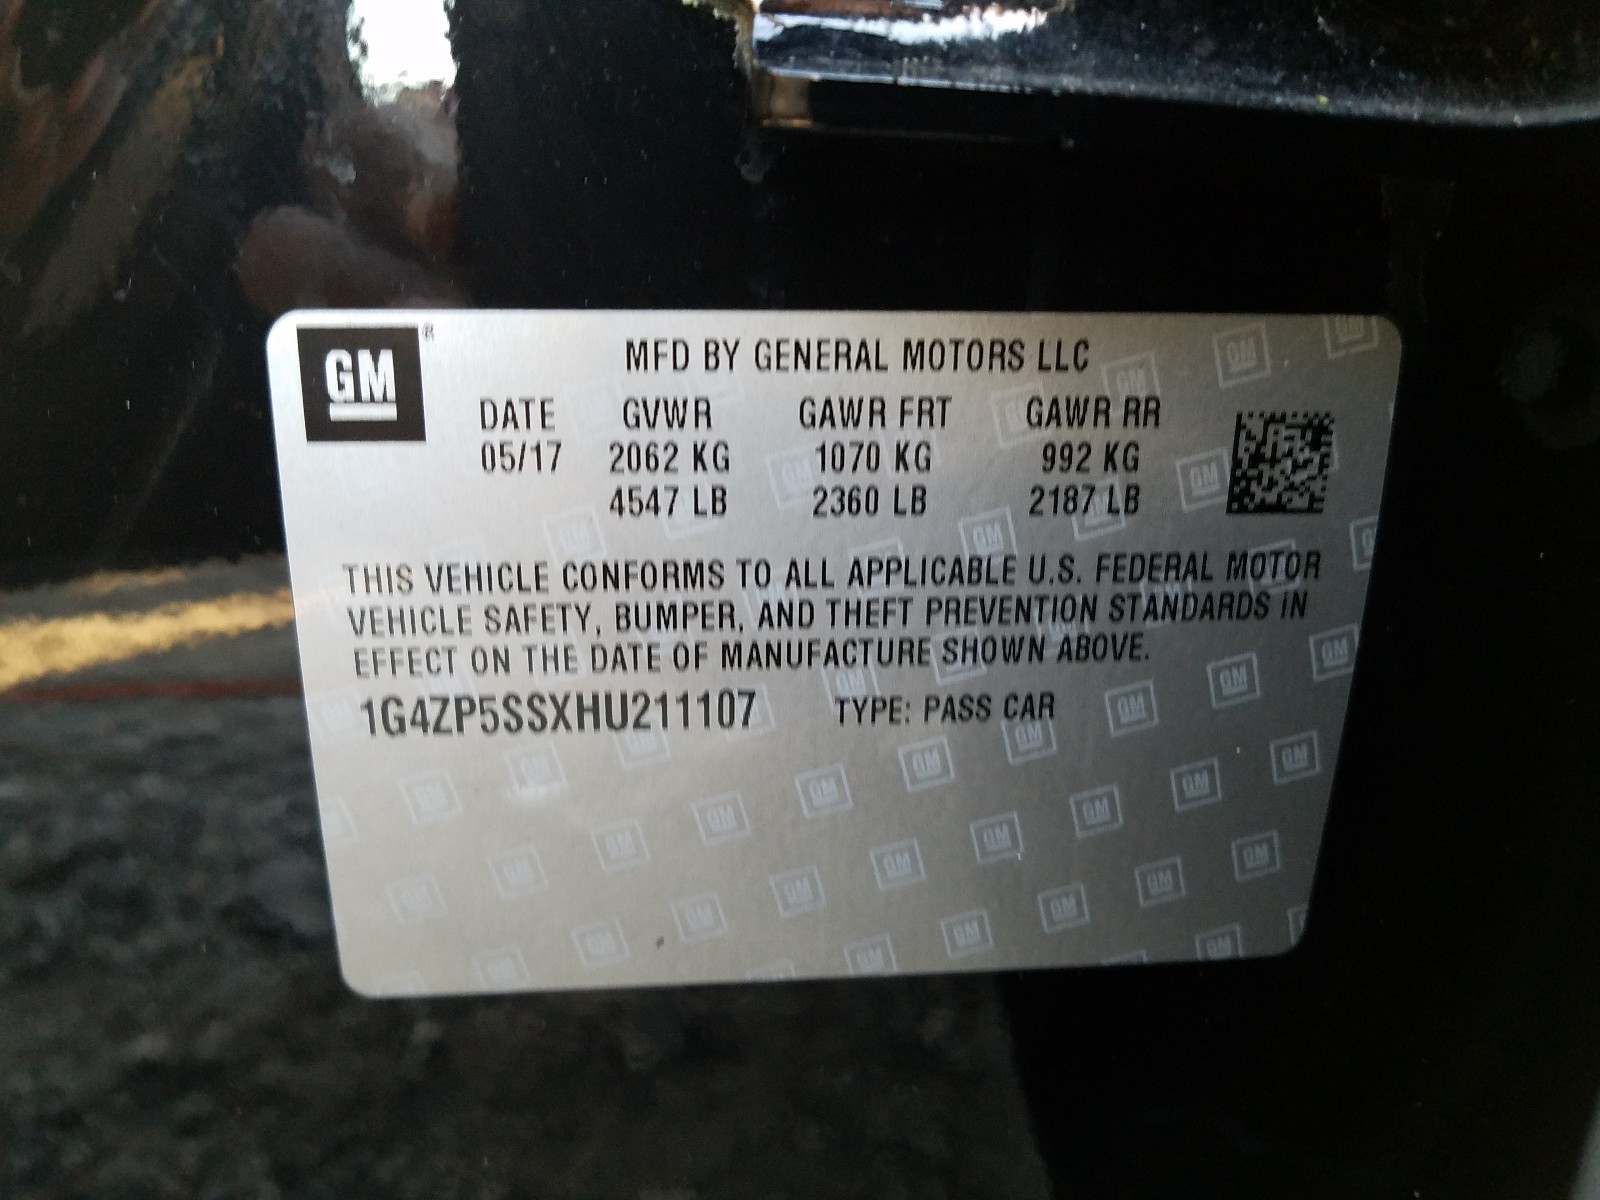 GM®
MFD BY GENERAL MOTORS LLC
DATE GVWR GAWR FRT GAWR RR
05/17 2062 KG 1070 KG 992 KG
4547 LB 2360 LB 2187 LB
THIS VEHICLE CONFORMS TO ALL APPLICABLE U.S. FEDERAL MOTOR
VEHICLE SAFETY, BUMPER, AND THEFT PREVENTION STANDARDS IN
EFFECT ON THE DATE OF MANUFACTURE SHOWN ABOVE.
1G4ZP5SSXHU211107 TYPE: PASS CAR